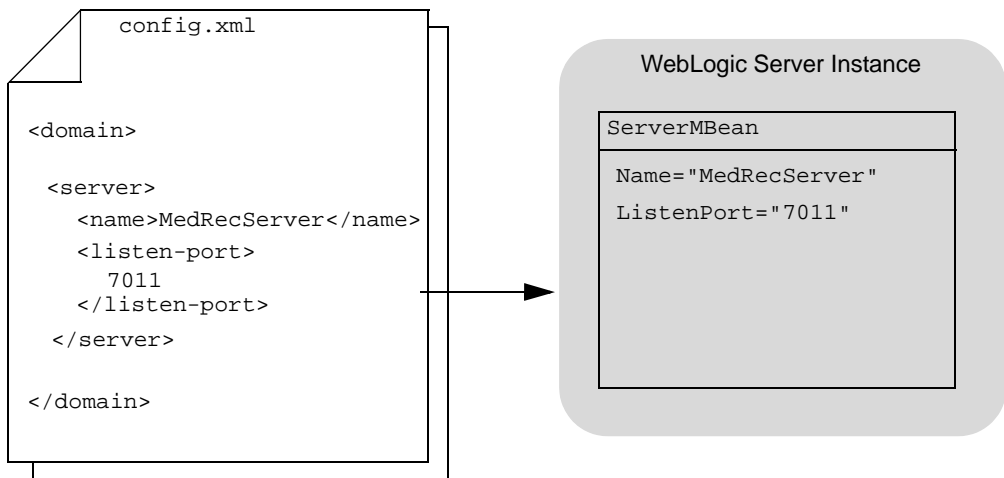 config.xml
<domain>
<server>
<name>MedRecServer</name>
<listen-port>
7011
</listen-port>
</server>
</domain>
WebLogic Server Instance
ServerMBean
Name="MedRecServer"
ListenPort="7011"